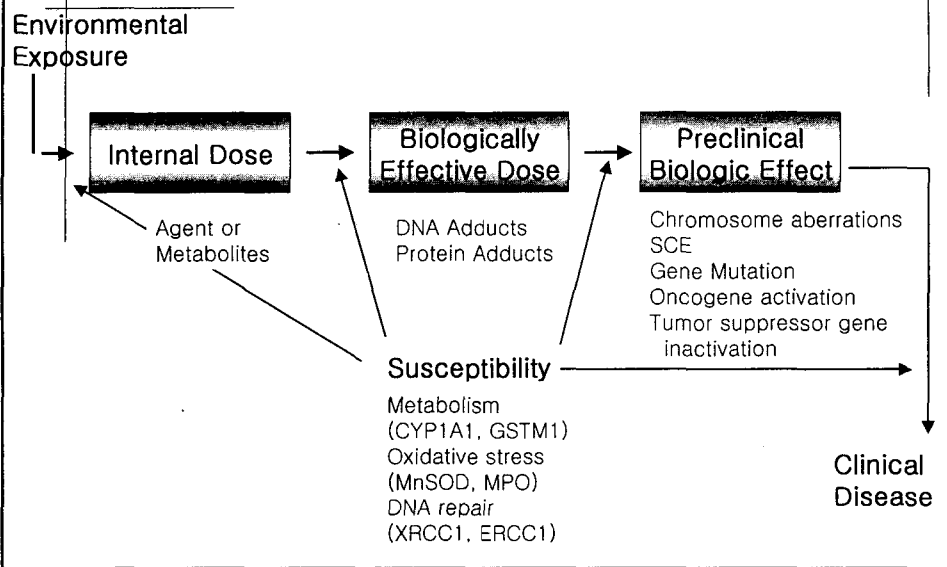 Environmental
Exposure
Internal Dose
Biologically
Effective Dose
Preclinical
Biologic Effect
Agent or
Metabolites
DNA Adducts
Protein Adducts
Chromosome aberrations
SCE
Gene Mutation
Oncogene activation
Tumor suppressor gene
inactivation
Susceptibility
Metabolism
(CYP1A1, GSTM1)
Oxidative stress
(MnSOD, MPO)
DNA repair
(XRCC1, ERCC1)
Clinical
Disease